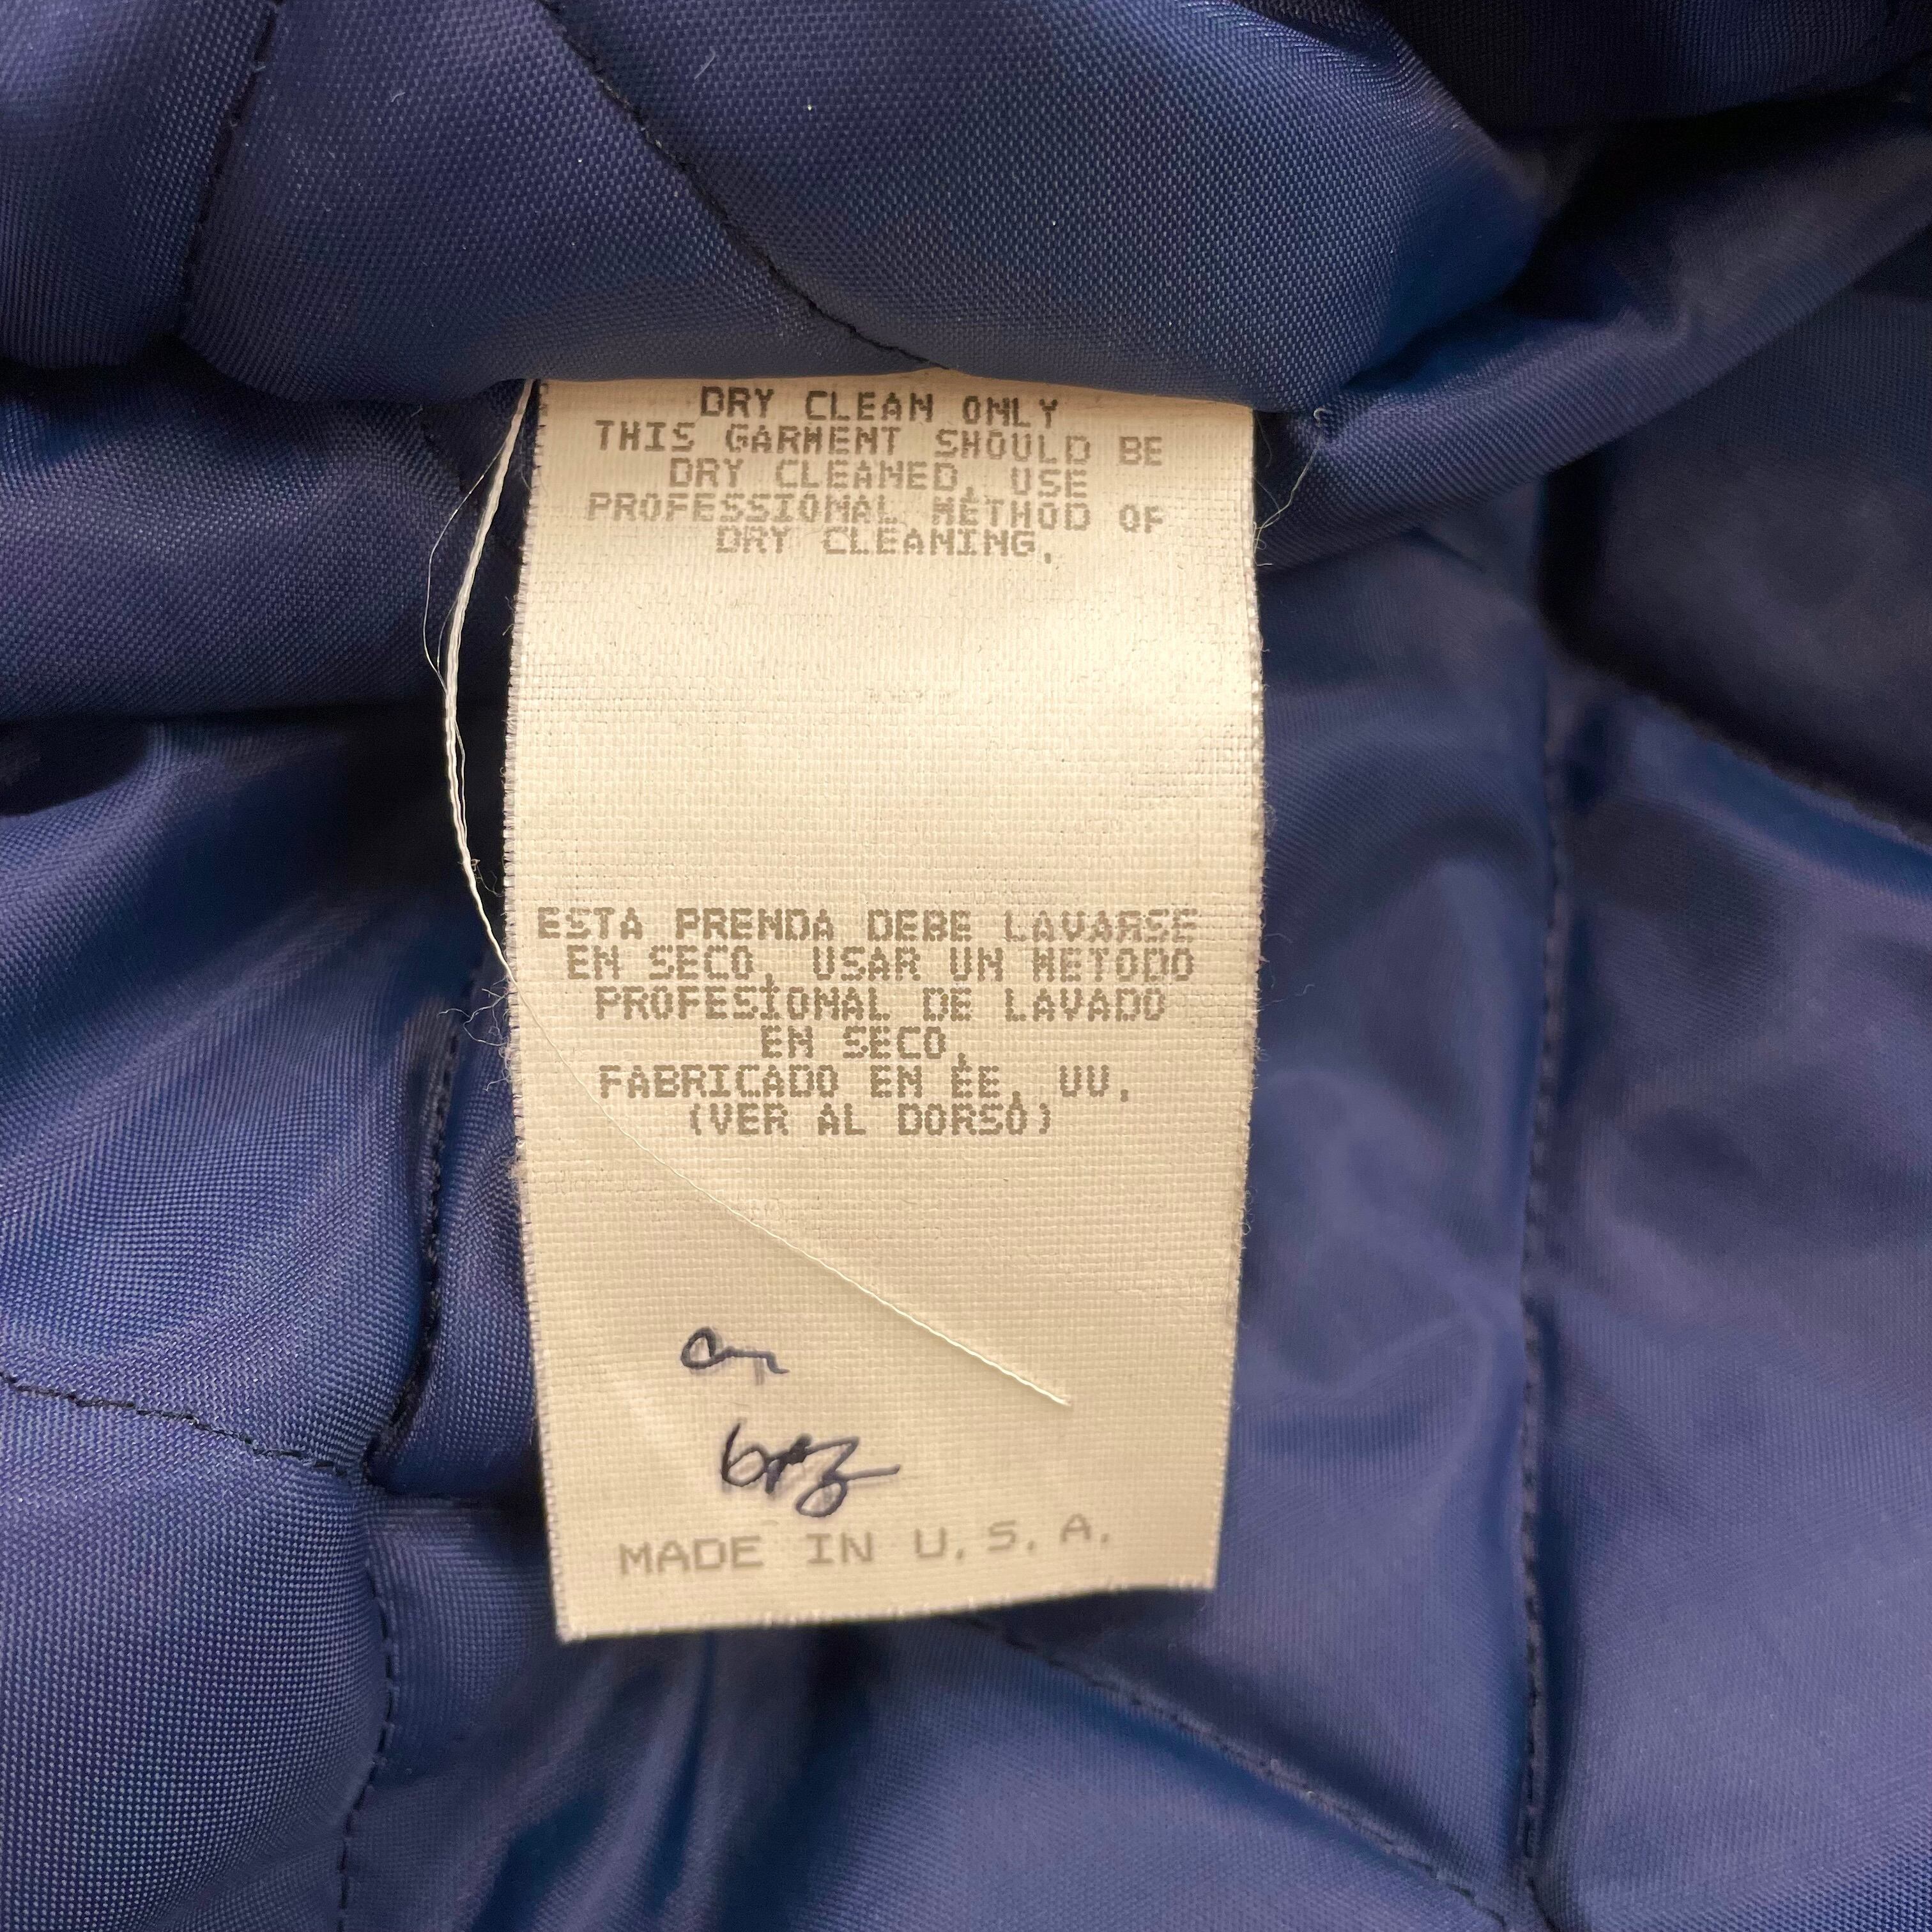 DRY CLEAN ONLY
THIS GARMENT SHOULD BE
DRY CLEANED. USE
PROFESSIONAL METHOD OF
DRY CLEANING.
ESTA PRENDA DEBE LAVARSE
EN SECO. USAR UN METODO
PROFESIONAL DE LAVADO
EN SECO.
FABRICADO EN EE. UU.
(VER AL DORSO)
MADE IN U.S.A.